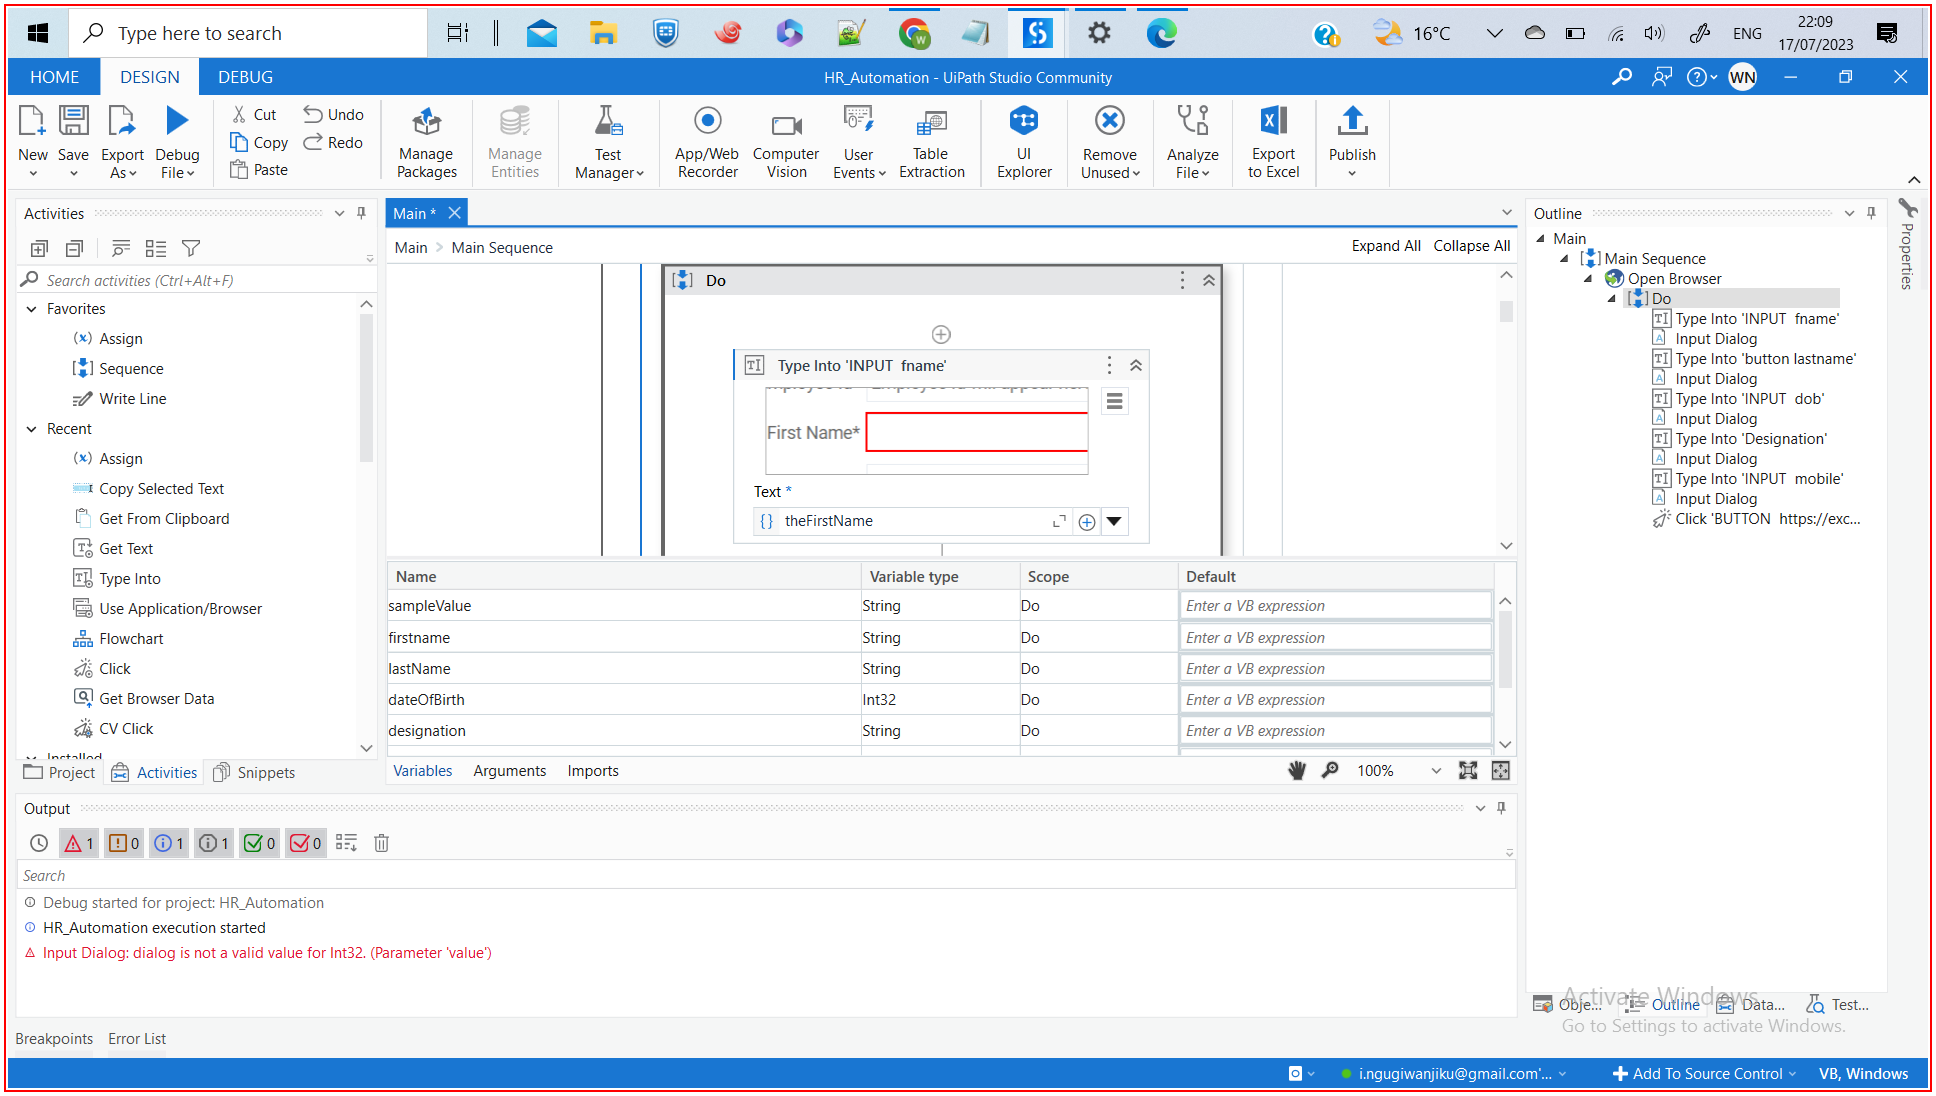 Type here to search
16°C
ENG
22:09
17/07/2023
HOME
DESIGN
DEBUG
HR_Automation - UiPath Studio Community
WN
New
Save
Export As
Debug File
Cut
Copy
Paste
Undo
Redo
Manage Packages
Manage Entities
Test Manager
App/Web Recorder
Computer Vision
User Events
Table Extraction
UI Explorer
Remove Unused
Analyze File
Export to Excel
Publish
Activities
Search activities (Ctrl+Alt+F)
Favorites
Assign
Sequence
Write Line
Recent
Assign
Copy Selected Text
Get From Clipboard
Get Text
Type Into
Use Application/Browser
Flowchart
Click
Get Browser Data
CV Click
Installed
Project
Activities
Snippets
Main *
Main > Main Sequence
Expand All
Collapse All
Do
Type Into 'INPUT fname'
First Name*
Text *
theFirstName
Name
Variable type
Scope
Default
sampleValue String Do Enter a VB expression
firstname String Do Enter a VB expression
lastName String Do Enter a VB expression
dateOfBirth Int32 Do Enter a VB expression
designation String Do Enter a VB expression
Variables
Arguments
Imports
100%
Outline
Main
Main Sequence
Open Browser
Do
Type Into 'INPUT fname'
Input Dialog
Type Into 'button lastname'
Input Dialog
Type Into 'INPUT dob'
Input Dialog
Type Into 'Designation'
Input Dialog
Type Into 'INPUT mobile'
Input Dialog
Click 'BUTTON https://exc...
Properties
Obje...
Outline
Data...
Test...
Activate Windows
Go to Settings to activate Windows.
Output
1
0
1
1
0
0
Search
Debug started for project: HR_Automation
HR_Automation execution started
Input Dialog: dialog is not a valid value for Int32. (Parameter 'value')
Breakpoints
Error List
i.ngugiwanjiku@gmail.com'...
Add To Source Control
VB, Windows